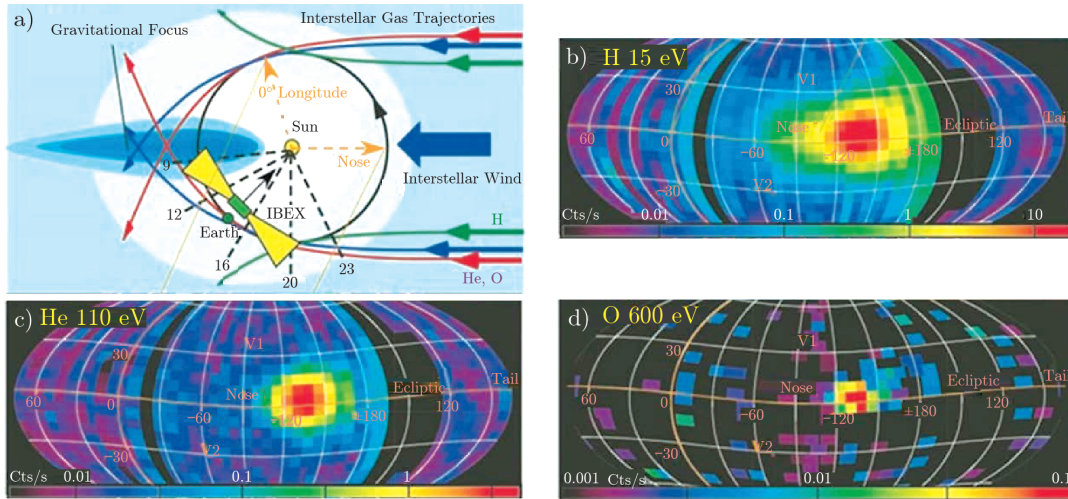 a)
Interstellar Gas Trajectories
Gravitational Focus
0° Longitude
Sun
Nose
Interstellar Wind
9
12
IBEX
Earth
16
20
23
H
He, O
b) H 15 eV
V1
30
60
0
Nose
−60
−120
±180
Ecliptic
120
Tail
−30
V2
Cts/s 0.01 0.1 1 10
c) He 110 eV
V1
30
60
0
Nose
−60
−120
±180
Ecliptic
120
Tail
−30
V2
Cts/s 0.01 0.1 1
d) O 600 eV
V1
30
60
0
Nose
−60
−120
±180
Ecliptic
120
Tail
−30
V2
0.001 Cts/s 0.01 0.1